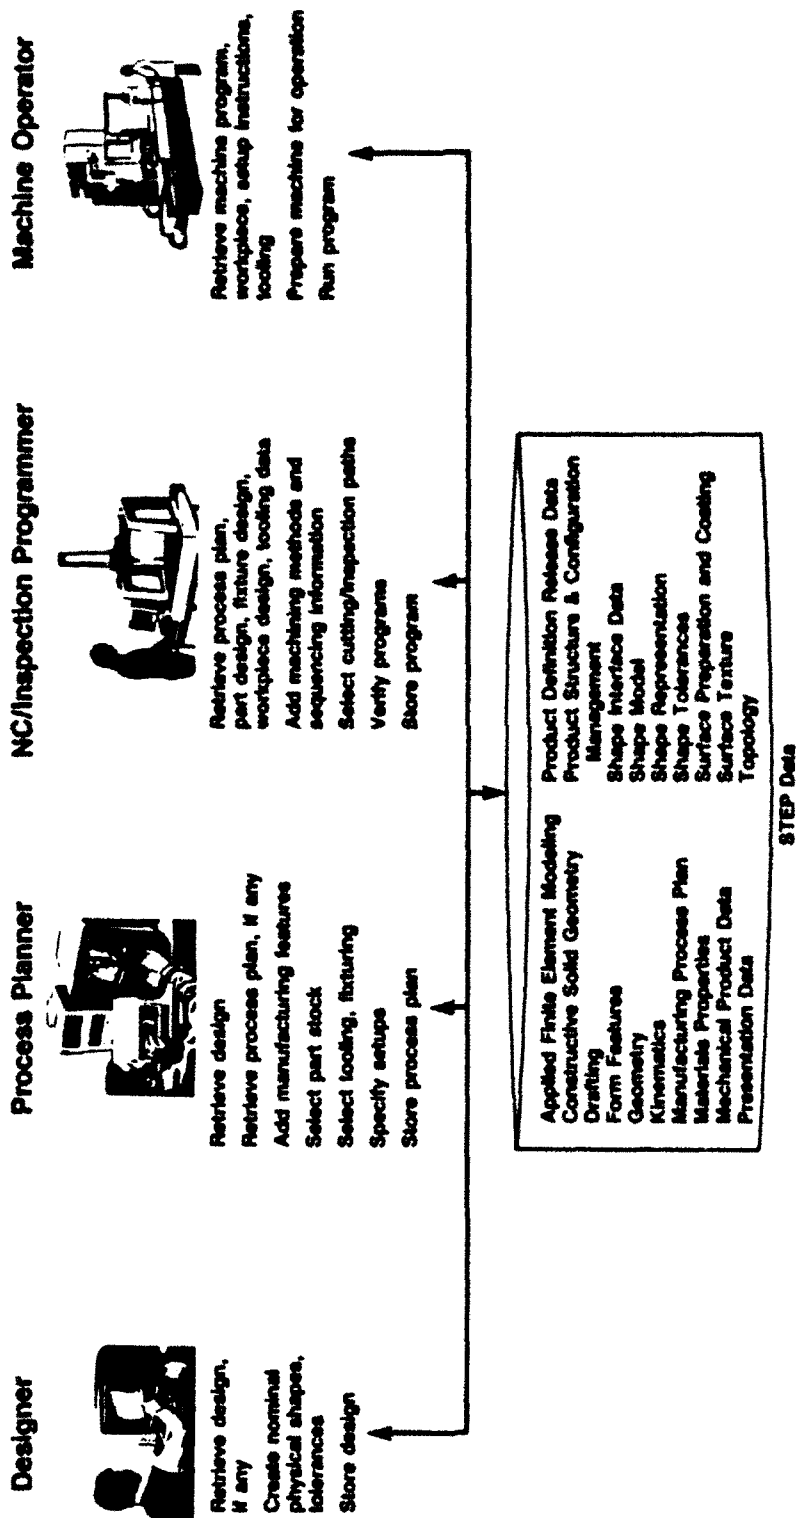 Designer
Retrieve design,
if any
Create nominal
physical shapes,
tolerances
Store design
Process Planner
Retrieve design
Retrieve process plan, if any
Add manufacturing features
Select part stock
Select tooling, fixturing
Specify setups
Store process plan
NC/Inspection Programmer
Retrieve process plan,
part design, fixture design,
workpiece design, tooling data
Add machining methods and
sequencing information
Select cutting/inspection paths
Verify programs
Store program
Machine Operator
Retrieve machine program,
workpiece, setup instructions,
tooling
Prepare machine for operation
Run program
Applied Finite Element Modeling
Constructive Solid Geometry
Drafting
Form Features
Geometry
Kinematics
Manufacturing Process Plan
Materials Properties
Mechanical Product Data
Presentation Data
Product Definition Release Data
Product Structure & Configuration
Management
Shape Interface Data
Shape Model
Shape Representation
Shape Tolerances
Surface Preparation and Coating
Surface Texture
Topology
STEP Data